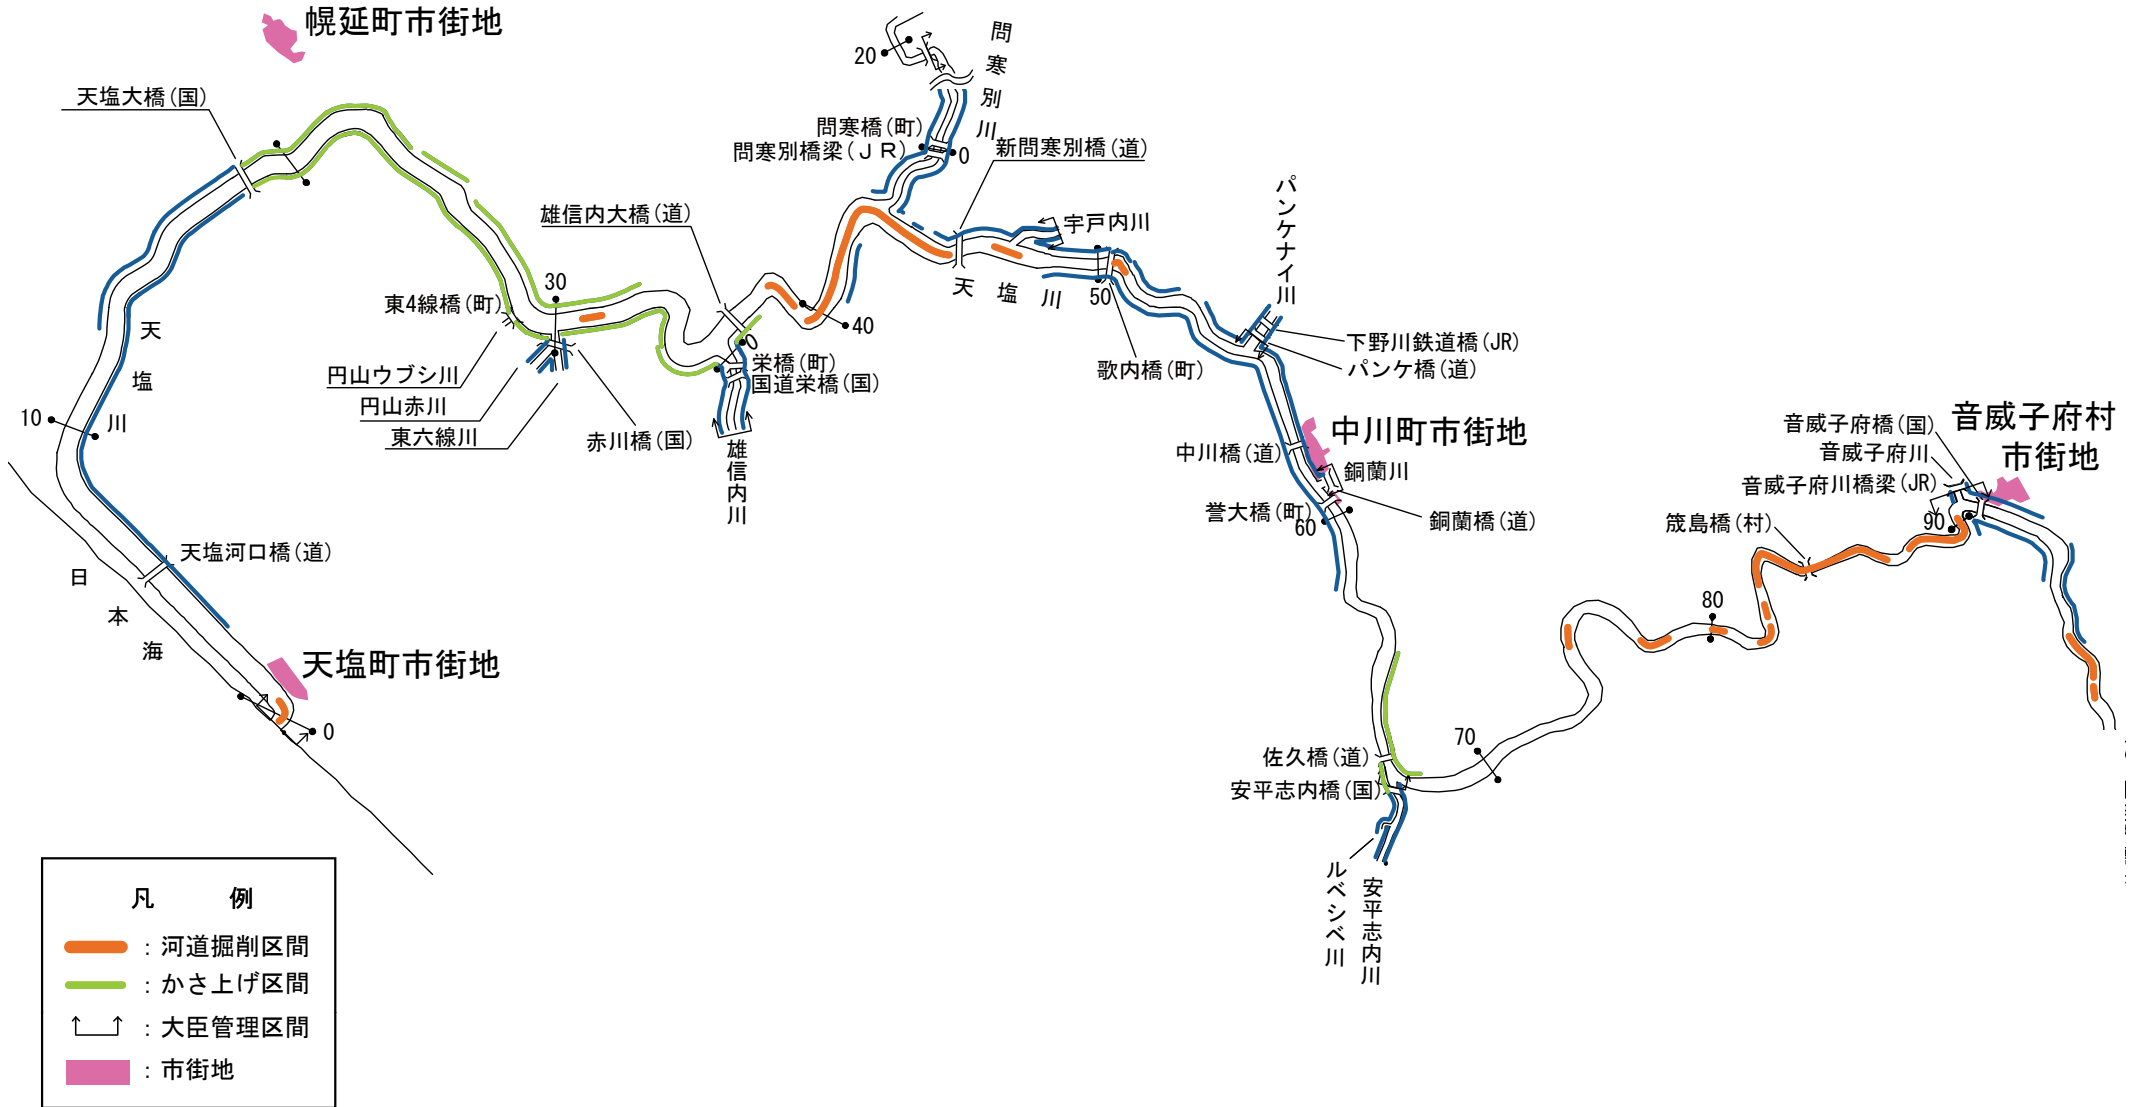 幌延町市街地
天塩大橋(国)
20
問寒別川
問寒橋(町)
問寒別橋梁(ＪＲ)
0
新問寒別橋(道)
雄信内大橋(道)
宇戸内川
パンケナイ川
30
東4線橋(町)
円山ウブシ川
円山赤川
東六線川
赤川橋(国)
0
栄橋(町)
国道栄橋(国)
雄信内川
40
天塩川
50
歌内橋(町)
下野川鉄道橋(JR)
パンケ橋(道)
天塩川
10
中川町市街地
中川橋(道)
銅蘭川
誉大橋(町)
60
銅蘭橋(道)
音威子府村
市街地
音威子府橋(国)
音威子府川
音威子府川橋梁(JR)
90
筬島橋(村)
80
天塩河口橋(道)
日本海
天塩町市街地
0
70
佐久橋(道)
安平志内橋(国)
ルベシベ川
安平志内川
凡例
：河道掘削区間
：かさ上げ区間
：大臣管理区間
：市街地